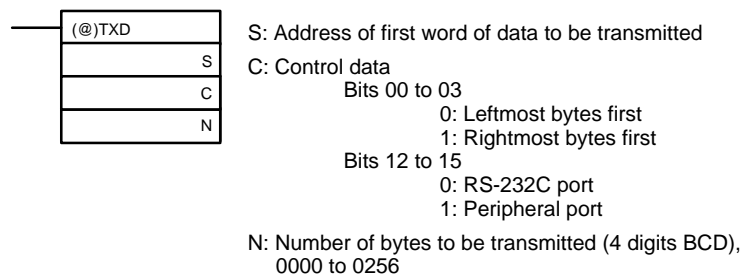 (@)TXD
S
C
N
S: Address of first word of data to be transmitted
C: Control data
Bits 00 to 03
0: Leftmost bytes first
1: Rightmost bytes first
Bits 12 to 15
0: RS-232C port
1: Peripheral port
N: Number of bytes to be transmitted (4 digits BCD),
0000 to 0256